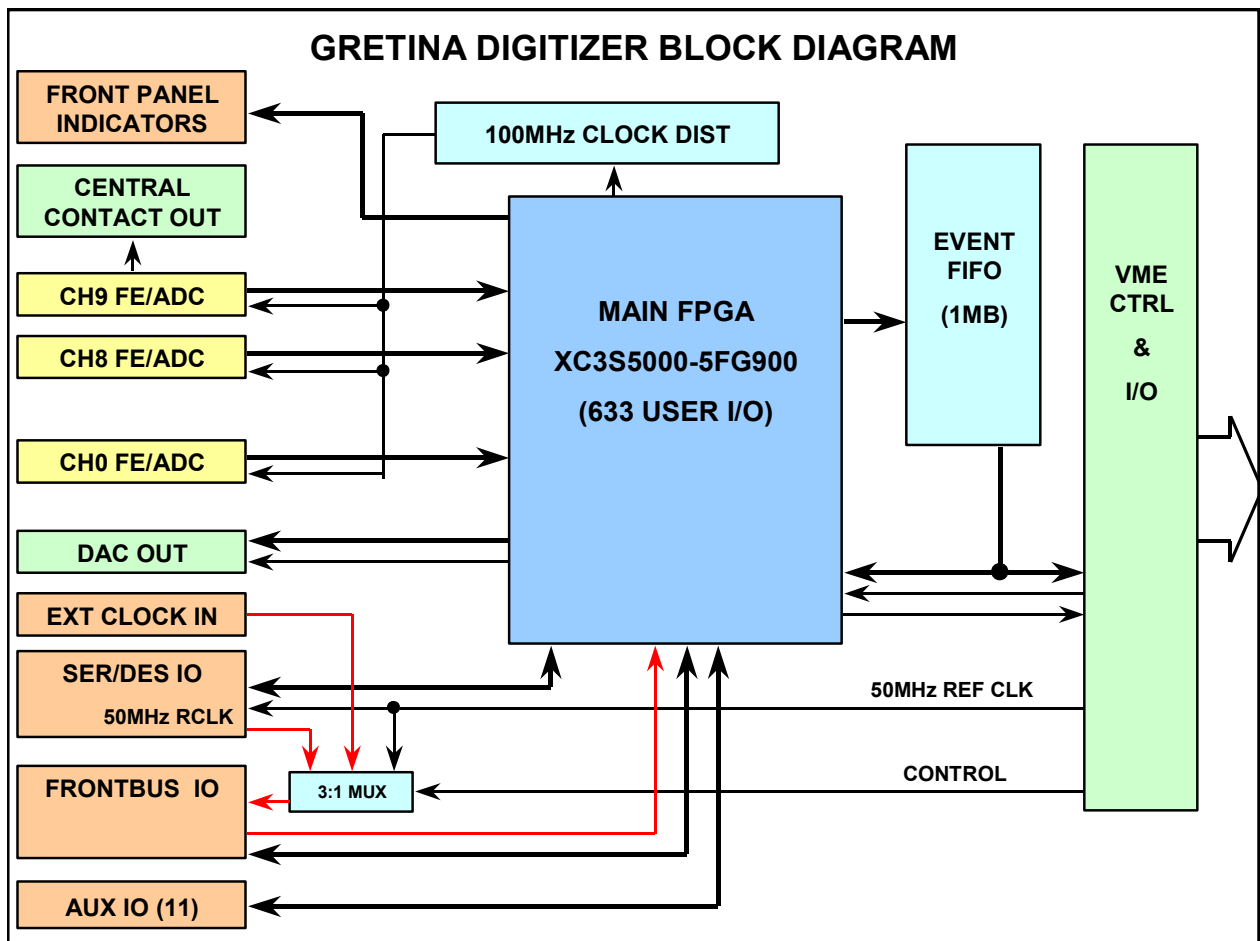 GRETINA DIGITIZER BLOCK DIAGRAM
FRONT PANEL
INDICATORS
100MHz CLOCK DIST
CENTRAL
CONTACT OUT
CH9 FE/ADC
CH8 FE/ADC
CH0 FE/ADC
DAC OUT
EXT CLOCK IN
SER/DES IO
50MHz RCLK
FRONTBUS IO
AUX IO (11)
3:1 MUX
MAIN FPGA
XC3S5000-5FG900
(633 USER I/O)
EVENT
FIFO
(1MB)
VME
CTRL
&
I/O
50MHz REF CLK
CONTROL